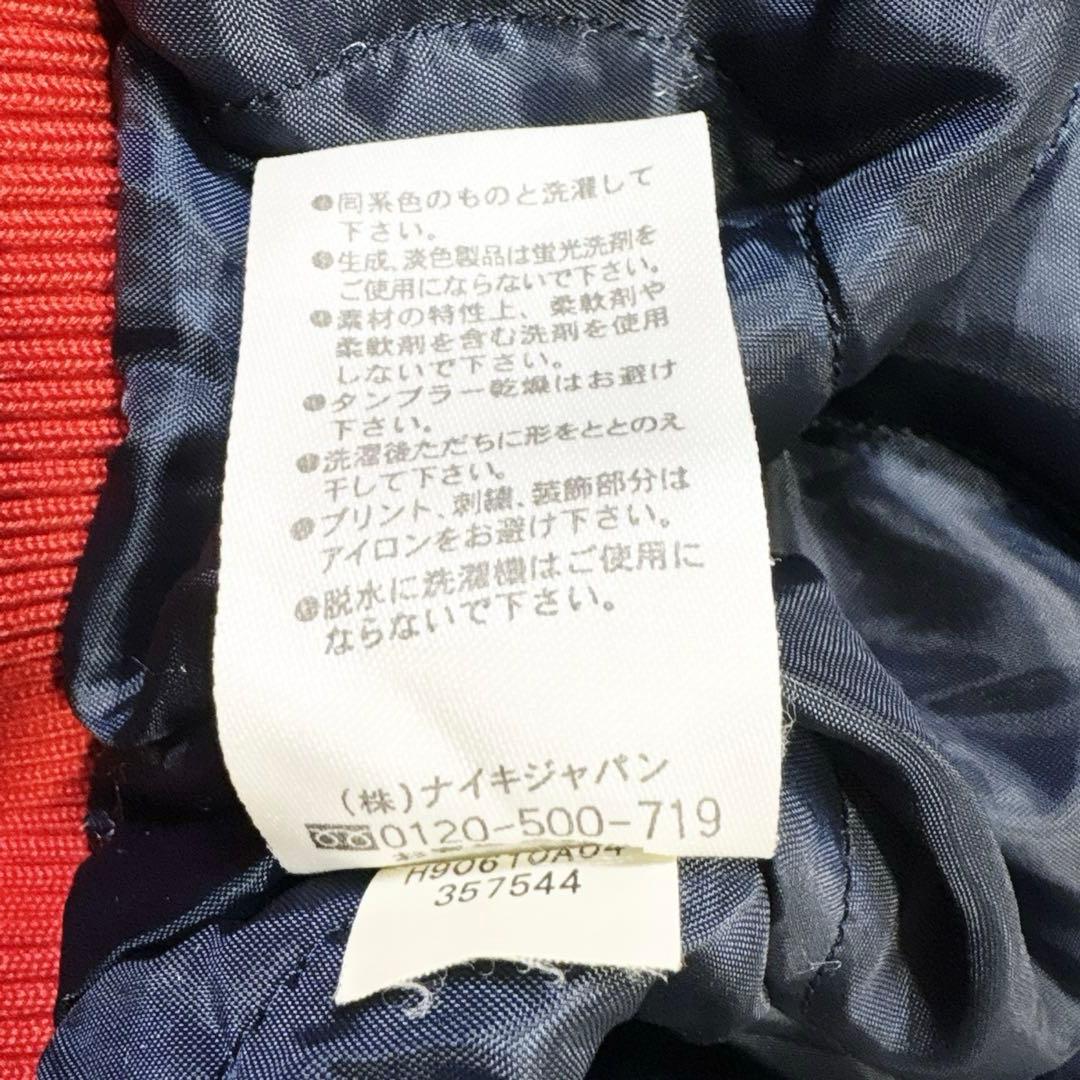 ●同系色のものと洗濯して
下さい。
●生成、淡色製品は蛍光洗剤を
ご使用にならないで下さい。
●素材の特性上、柔軟剤や
柔軟剤を含む洗剤を使用
しないで下さい。
●タンブラー乾燥はお避け
下さい。
●洗濯後ただちに形をととのえ
干して下さい。
●プリント、刺繍、装飾部分は
アイロンをお避け下さい。
●脱水に洗濯機はご使用に
ならないで下さい。
(株)ナイキジャパン
0120-500-719
H90610A04
357544